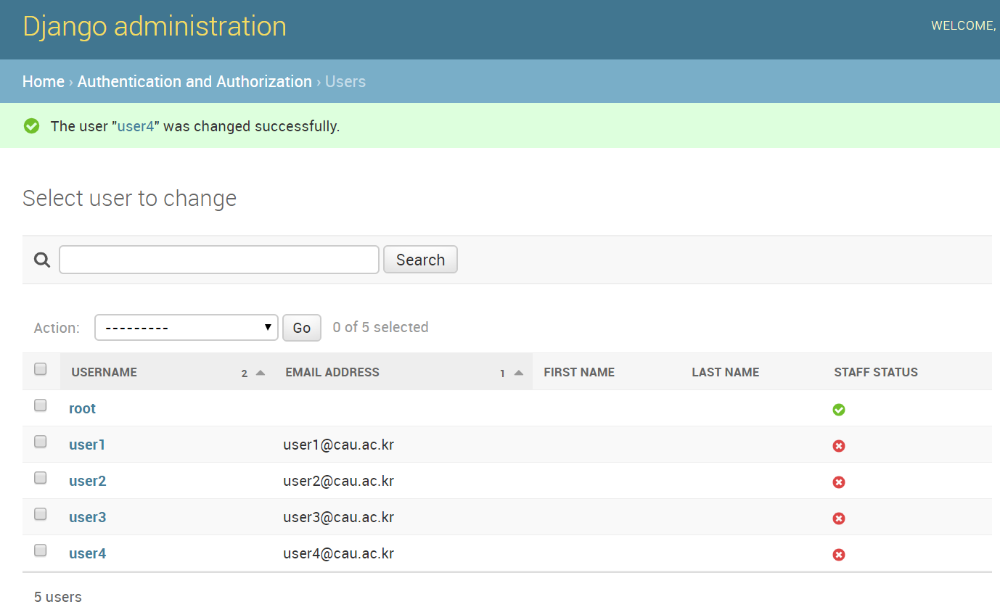 Django administration
WELCOME,
Home › Authentication and Authorization › Users
The user "user4" was changed successfully.
Select user to change
Search
Action: --------- Go 0 of 5 selected
USERNAME 2 EMAIL ADDRESS 1 FIRST NAME LAST NAME STAFF STATUS
root
user1 user1@cau.ac.kr
user2 user2@cau.ac.kr
user3 user3@cau.ac.kr
user4 user4@cau.ac.kr
5 users